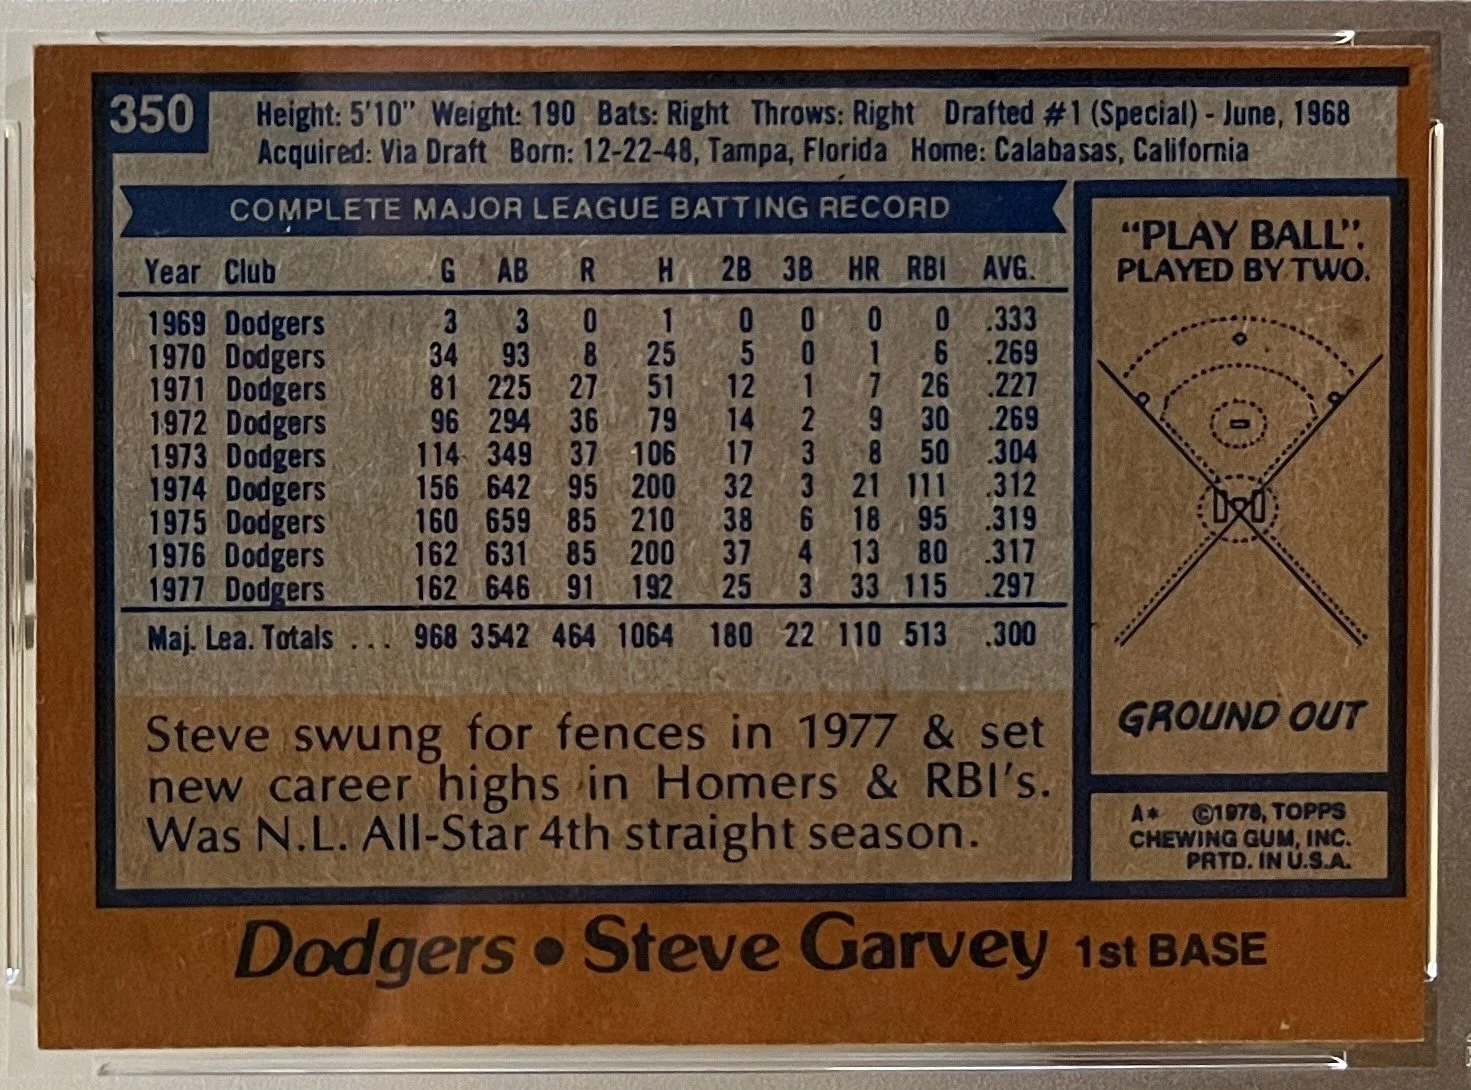 350
Height: 5'10" Weight: 190 Bats: Right Throws: Right Drafted #1 (Special) - June, 1968
Acquired: Via Draft Born: 12-22-48, Tampa, Florida Home: Calabasas, California
COMPLETE MAJOR LEAGUE BATTING RECORD
Year Club G AB R H 2B 3B HR RBI AVG.
1969 Dodgers 3 3 0 1 0 0 0 0 .333
1970 Dodgers 34 93 8 25 5 0 1 6 .269
1971 Dodgers 81 225 27 51 12 1 7 26 .227
1972 Dodgers 96 294 36 79 14 2 9 30 .269
1973 Dodgers 114 349 37 106 17 3 8 50 .304
1974 Dodgers 156 642 95 200 32 3 21 111 .312
1975 Dodgers 160 659 85 210 38 6 18 95 .319
1976 Dodgers 162 631 85 200 37 4 13 80 .317
1977 Dodgers 162 646 91 192 25 3 33 115 .297
Maj. Lea. Totals ... 968 3542 464 1064 180 22 110 513 .300
Steve swung for fences in 1977 & set
new career highs in Homers & RBI's.
Was N.L. All-Star 4th straight season.
"PLAY BALL".
PLAYED BY TWO.
GROUND OUT
A* ©1978, TOPPS
CHEWING GUM, INC.
PRTD. IN U.S.A.
Dodgers • Steve Garvey 1st BASE